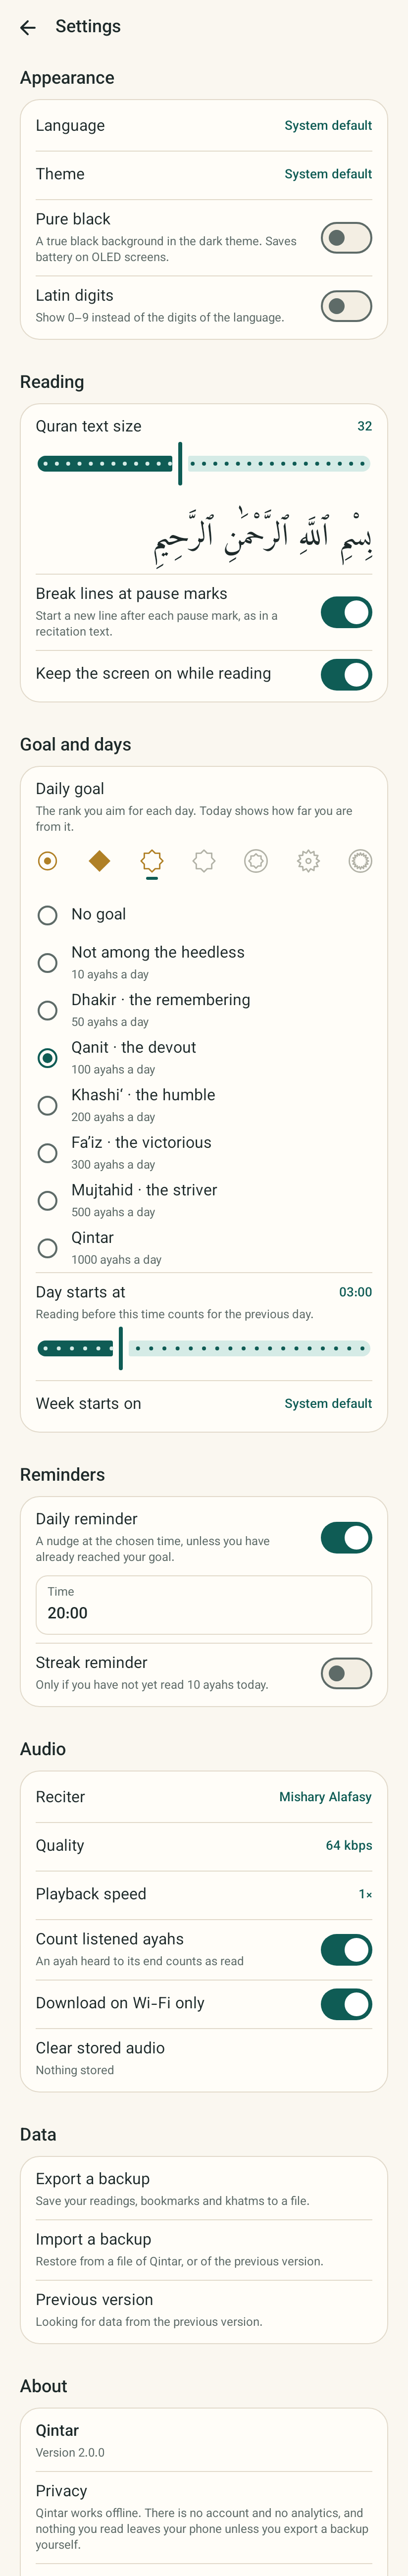 Settings
Appearance
Language
System default
Theme
System default
Pure black
A true black background in the dark theme. Saves
battery on OLED screens.
Latin digits
Show 0–9 instead of the digits of the language.
Reading
Quran text size
32
بِسْمِ ٱللَّهِ ٱلرَّحْمَٰنِ ٱلرَّحِيمِ
Break lines at pause marks
Start a new line after each pause mark, as in a
recitation text.
Keep the screen on while reading
Goal and days
Daily goal
The rank you aim for each day. Today shows how far you are
from it.
No goal
Not among the heedless
10 ayahs a day
Dhakir · the remembering
50 ayahs a day
Qanit · the devout
100 ayahs a day
Khashiʻ · the humble
200 ayahs a day
Fa’iz · the victorious
300 ayahs a day
Mujtahid · the striver
500 ayahs a day
Qintar
1000 ayahs a day
Day starts at
03:00
Reading before this time counts for the previous day.
Week starts on
System default
Reminders
Daily reminder
A nudge at the chosen time, unless you have
already reached your goal.
Time
20:00
Streak reminder
Only if you have not yet read 10 ayahs today.
Audio
Reciter
Mishary Alafasy
Quality
64 kbps
Playback speed
1×
Count listened ayahs
An ayah heard to its end counts as read
Download on Wi-Fi only
Clear stored audio
Nothing stored
Data
Export a backup
Save your readings, bookmarks and khatms to a file.
Import a backup
Restore from a file of Qintar, or of the previous version.
Previous version
Looking for data from the previous version.
About
Qintar
Version 2.0.0
Privacy
Qintar works offline. There is no account and no analytics, and
nothing you read leaves your phone unless you export a backup
yourself.